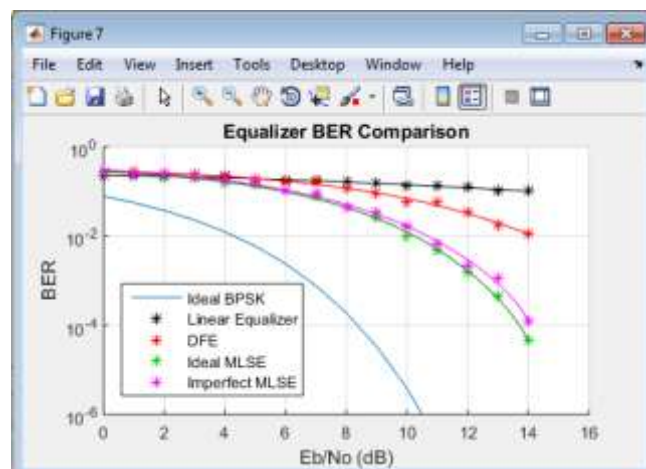 Figure 7
File Edit View Insert Tools Desktop Window Help
Equalizer BER Comparison
10^0
10^-2
10^-4
10^-6
BER
Ideal BPSK
Linear Equalizer
DFE
Ideal MLSE
Imperfect MLSE
0 2 4 6 8 10 12 14 16
Eb/No (dB)